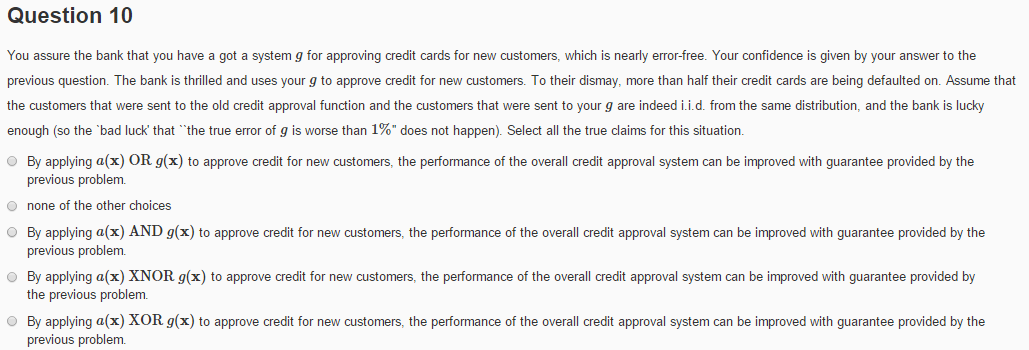 Question 10
You assure the bank that you have a got a system g for approving credit cards for new customers, which is nearly error-free. Your confidence is given by your answer to the
previous question. The bank is thrilled and uses your g to approve credit for new customers. To their dismay, more than half their credit cards are being defaulted on. Assume that
the customers that were sent to the old credit approval function and the customers that were sent to your g are indeed i.i.d. from the same distribution, and the bank is lucky
enough (so the `bad luck' that ``the true error of g is worse than 1%" does not happen). Select all the true claims for this situation.
By applying a(x) OR g(x) to approve credit for new customers, the performance of the overall credit approval system can be improved with guarantee provided by the
previous problem.
none of the other choices
By applying a(x) AND g(x) to approve credit for new customers, the performance of the overall credit approval system can be improved with guarantee provided by the
previous problem.
By applying a(x) XNOR g(x) to approve credit for new customers, the performance of the overall credit approval system can be improved with guarantee provided by
the previous problem.
By applying a(x) XOR g(x) to approve credit for new customers, the performance of the overall credit approval system can be improved with guarantee provided by the
previous problem.